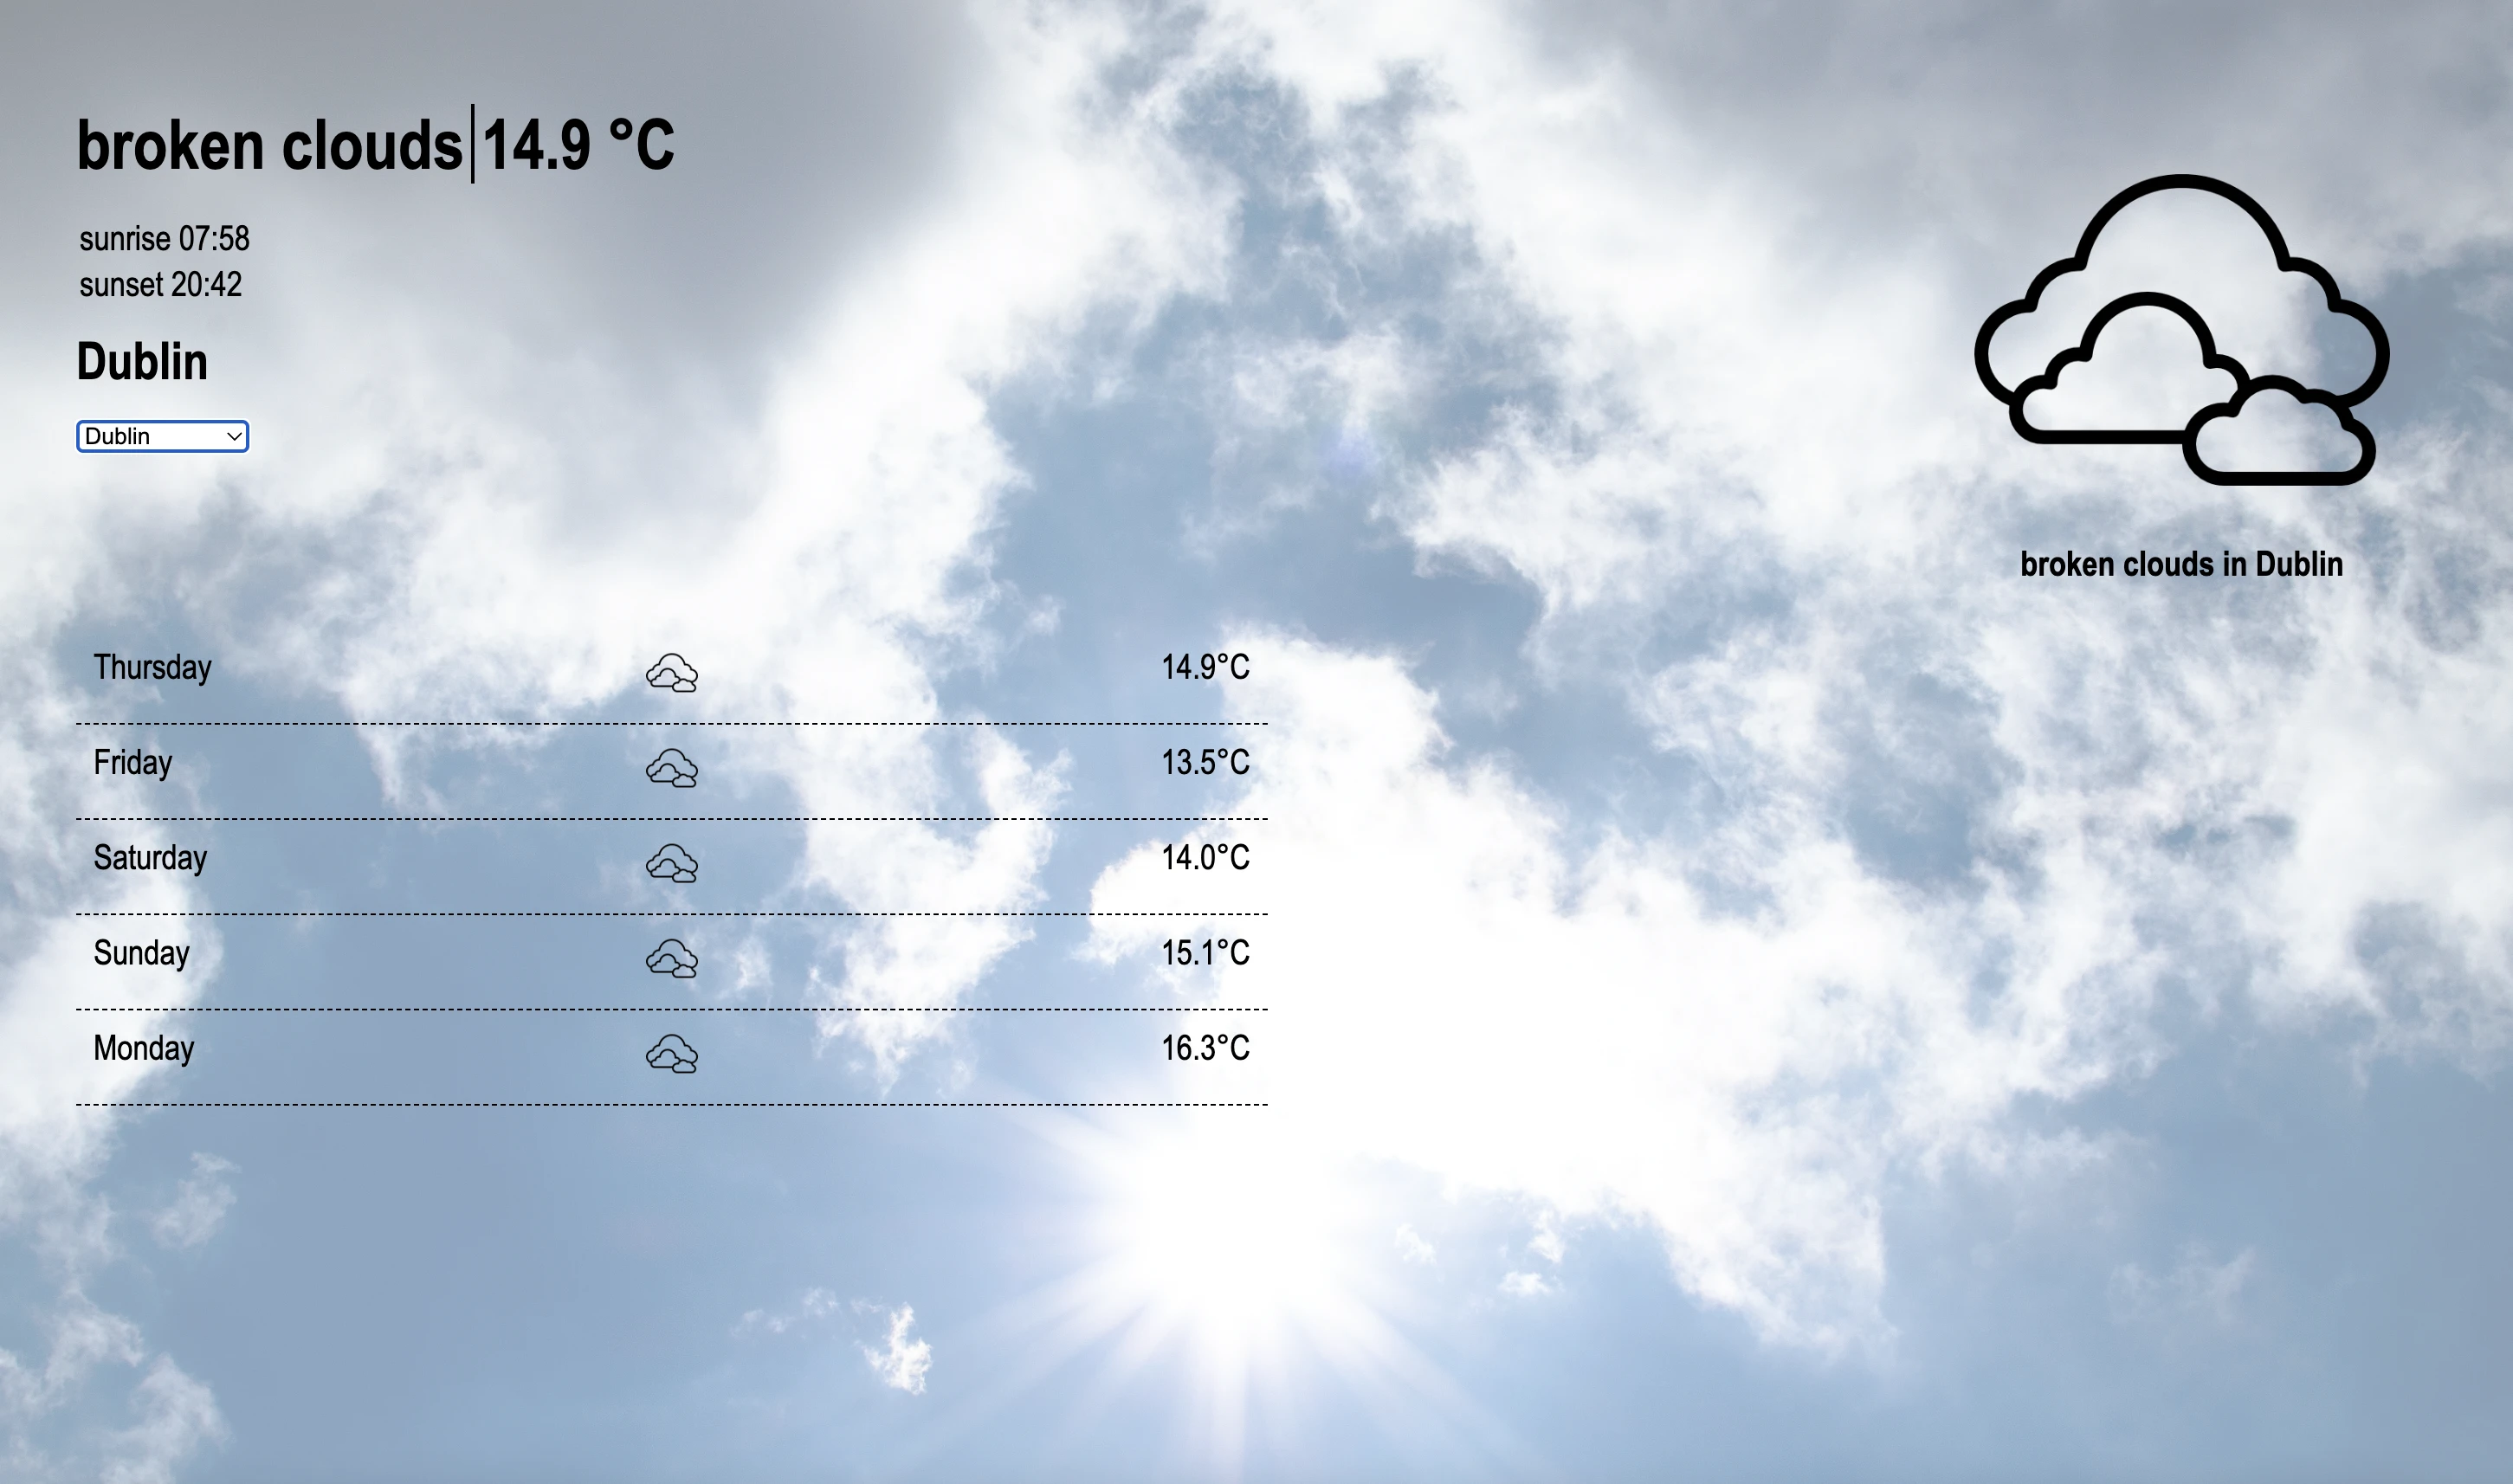 broken clouds 14.9 °C
sunrise 07:58
sunset 20:42
Dublin
Dublin
broken clouds in Dublin
Thursday 14.9°C
Friday 13.5°C
Saturday 14.0°C
Sunday 15.1°C
Monday 16.3°C